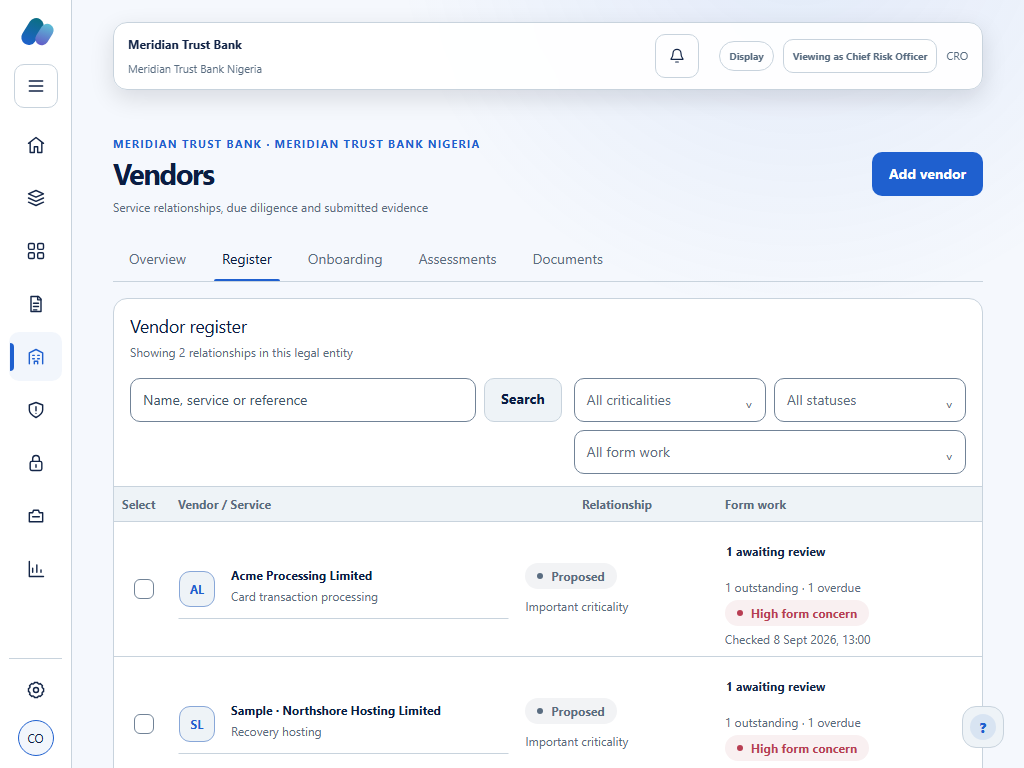 Meridian Trust Bank
Meridian Trust Bank Nigeria
Display
Viewing as Chief Risk Officer
CRO
MERIDIAN TRUST BANK · MERIDIAN TRUST BANK NIGERIA
Vendors
Add vendor
Service relationships, due diligence and submitted evidence
Overview
Register
Onboarding
Assessments
Documents
Vendor register
Showing 2 relationships in this legal entity
Name, service or reference
Search
All criticalities
All statuses
All form work
Select
Vendor / Service
Relationship
Form work
AL
Acme Processing Limited
Card transaction processing
Proposed
Important criticality
1 awaiting review
1 outstanding · 1 overdue
High form concern
Checked 8 Sept 2026, 13:00
SL
Sample · Northshore Hosting Limited
Recovery hosting
Proposed
Important criticality
1 awaiting review
1 outstanding · 1 overdue
High form concern
CO
?